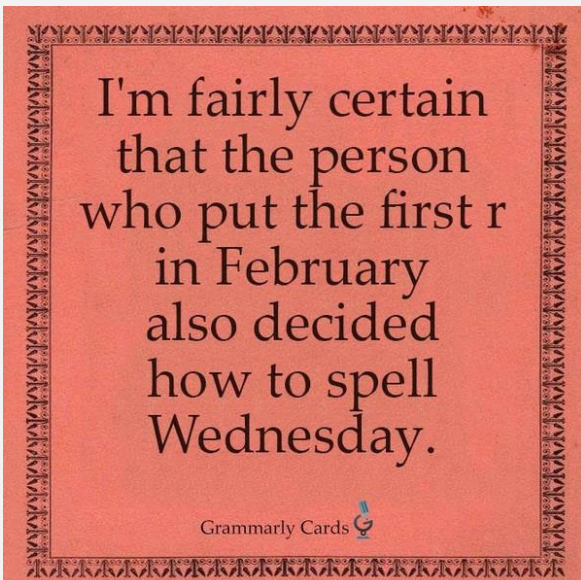 I'm fairly certain
that the person
who put the first r
in February
also decided
how to spell
Wednesday.
Grammarly Cards